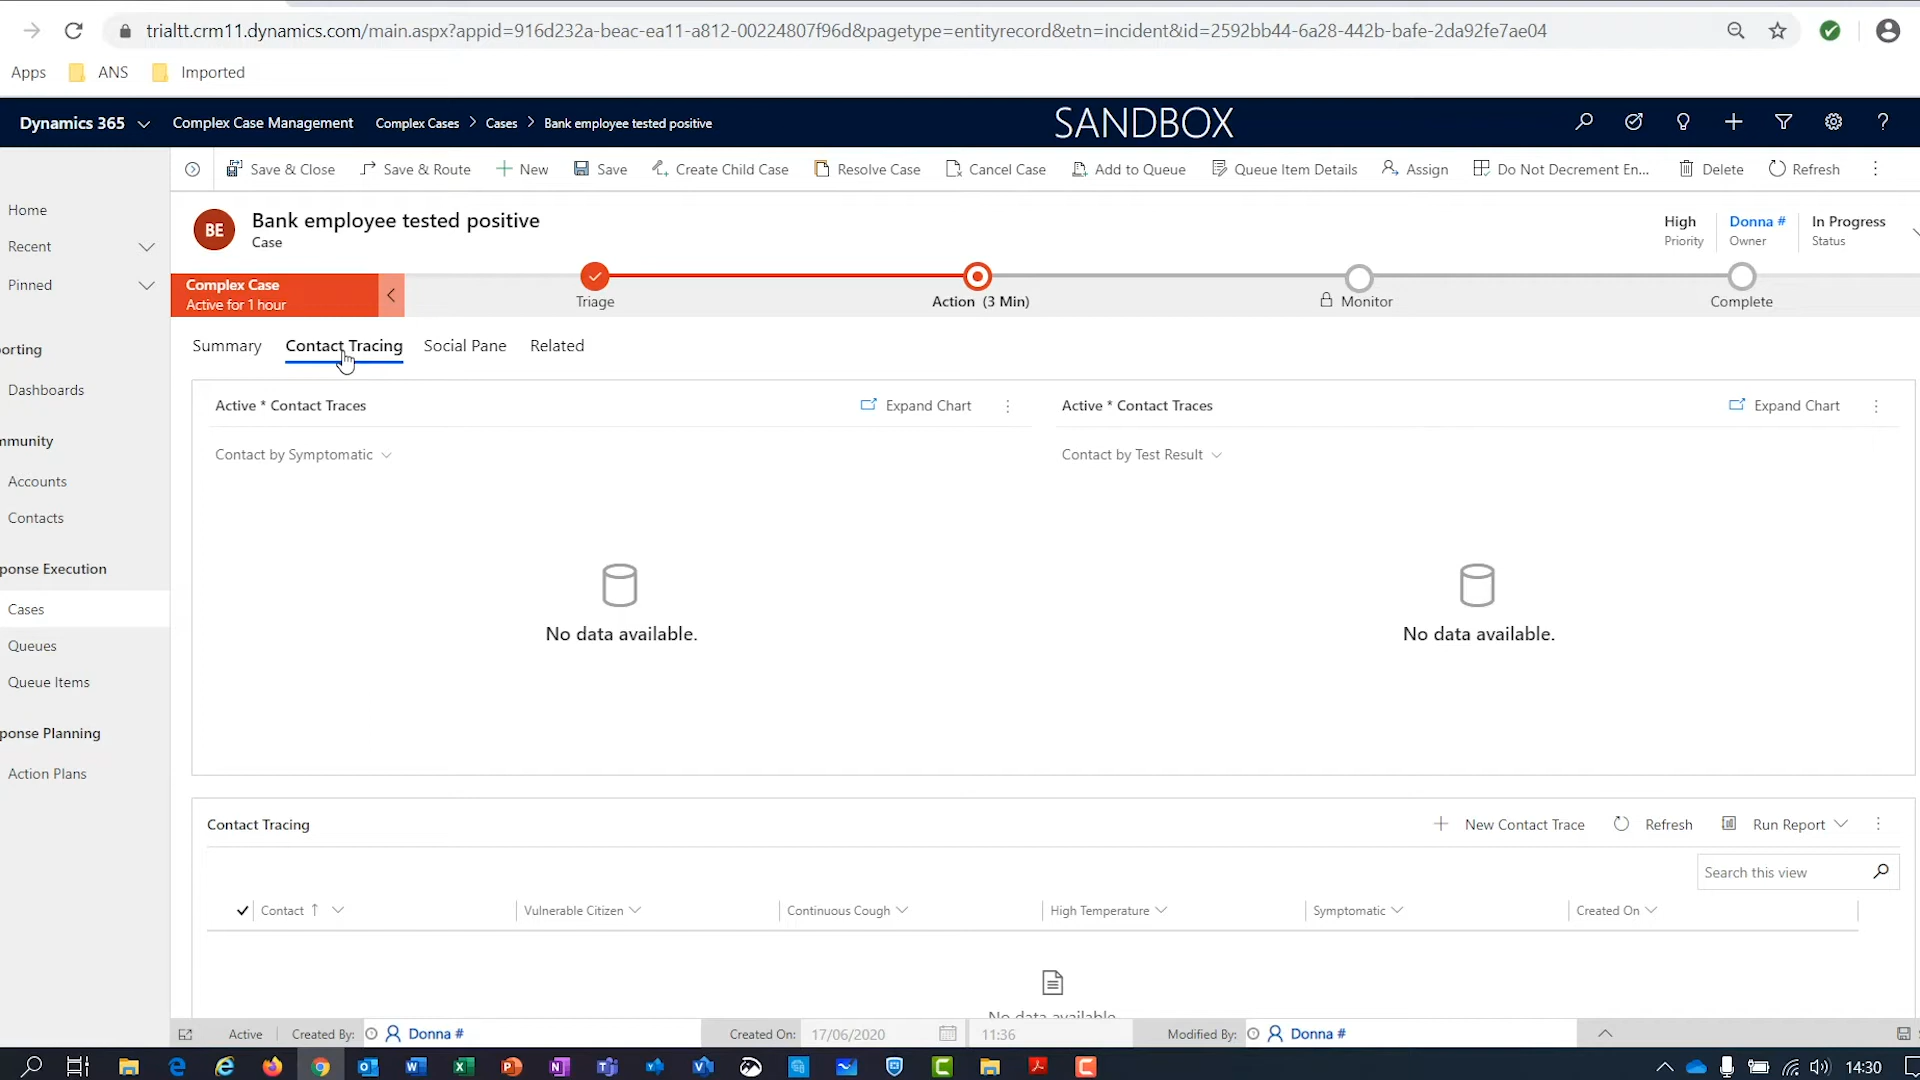 trialtt.crm11.dynamics.com/main.aspx?appid=916d232a-beac-ea11-a812-00224807f96d&pagetype=entityrecord&etn=incident&id=2592bb44-6a28-442b-bafe-2da92fe7ae04
Apps ANS Imported
Dynamics 365 Complex Case Management Complex Cases > Cases > Bank employee tested positive SANDBOX
Save & Close Save & Route New Save Create Child Case Resolve Case Cancel Case Add to Queue Queue Item Details Assign Do Not Decrement En... Delete Refresh
Home
Recent
Pinned
orting
Dashboards
mmunity
Accounts
Contacts
ponse Execution
Cases
Queues
Queue Items
ponse Planning
Action Plans
BE Bank employee tested positive
Case
High Donna # In Progress
Priority Owner Status
Complex Case
Active for 1 hour
Triage Action (3 Min) Monitor Complete
Summary Contact Tracing Social Pane Related
Active * Contact Traces Expand Chart
Contact by Symptomatic
No data available.
Active * Contact Traces Expand Chart
Contact by Test Result
No data available.
Contact Tracing New Contact Trace Refresh Run Report
Search this view
Contact Vulnerable Citizen Continuous Cough High Temperature Symptomatic Created On
No data available
Active Created By: Donna # Created On: 17/06/2020 11:36 Modified By: Donna #
14:30